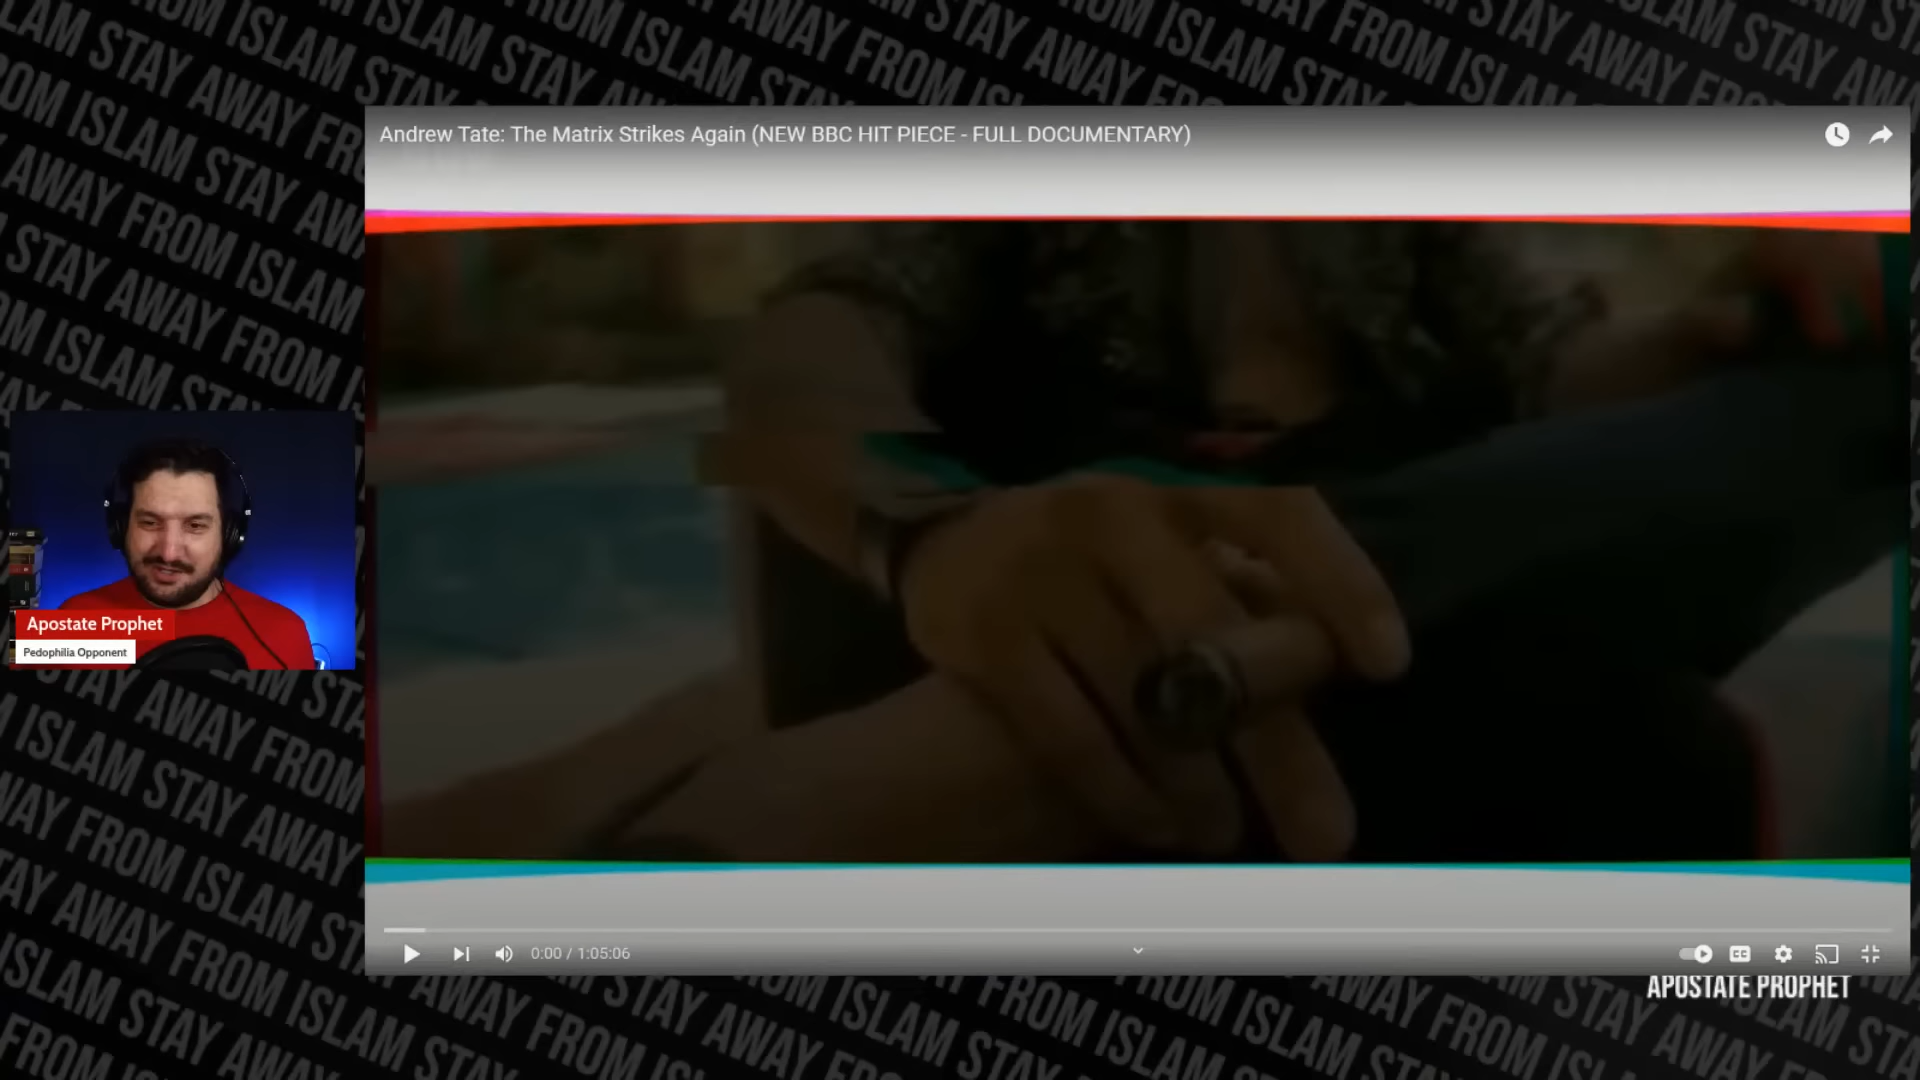 Andrew Tate: The Matrix Strikes Again (NEW BBC HIT PIECE - FULL DOCUMENTARY)
STAY AWAY FROM ISLAM
Apostate Prophet
Pedophilia Opponent
0:00 / 1:05:06
CC
APOSTATE PROPHET